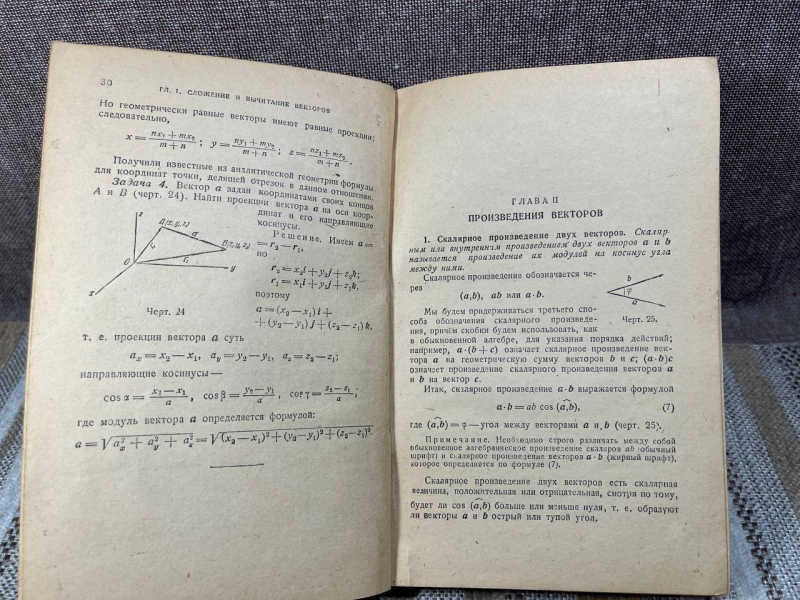 30
ГЛ. I. СЛОЖЕНИЕ И ВЫЧИТАНИЕ ВЕКТОРОВ
Но геометрически равные векторы имеют равные проекции;
следовательно,
x = (nx₁ + mx₂)/(m + n) ; y = (ny₁ + my₂)/(m + n) ; z = (nz₁ + mz₂)/(m + n) .
Получили известные из аналитической геометрии формулы
для координат точки, делящей отрезок в данном отношении.
Задача 4. Вектор a задан координатами своих концов
A и B (черт. 24). Найти проекции вектора a на оси коор-
динат и его направляющие
косинусы.
Решение. Имеем a =
= r₂ — r₁,
но
r₂ = x₂i + y₂j + z₂k;
r₁ = x₁i + y₁j + z₁k,
поэтому
a = (x₂ — x₁) i +
+ (y₂ — y₁) j + (z₂ — z₁) k,
z
a
O
y
x
Черт. 24
т. е. проекции вектора a суть
aₓ = x₂ — x₁, a_y = y₂ — y₁, a_z = z₂ — z₁;
направляющие косинусы —
cos α = (x₂ — x₁)/a , cos β = (y₂ — y₁)/a , cos γ = (z₂ — z₁)/a ,
где модуль вектора a определяется формулой:
a = √(aₓ² + a_y² + a_z²) = √((x₂ — x₁)² + (y₂ — y₁)² + (z₂ — z₁)²)
ГЛАВА II
ПРОИЗВЕДЕНИЯ ВЕКТОРОВ
1. Скалярное произведение двух векторов. Скаляр-
ным или внутренним произведением двух векторов a и b
называется произведение их модулей на косинус угла
между ними.
Скалярное произведение обозначается че-
рез
(a,b), ab или a · b.
Мы будем придерживаться третьего спо-
соба обозначения скалярного произведе-
ния, причём скобки будем использовать, как
b
φ
a
Черт. 25.
в обыкновенной алгебре, для указания порядка действий;
например, a · (b + c) означает скалярное произведение век-
тора a на геометрическую сумму векторов b и c; (a · b)c
означает произведение скалярного произведения векторов a
и b на вектор c.
Итак, скалярное произведение a · b выражается формулой
a · b = ab cos (a,b), (7)
где (a,b) = φ — угол между векторами a и b (черт. 25).
Примечание. Необходимо строго различать между собой
обыкновенное алгебраическое произведение скаляров ab (обычный
шрифт) и скалярное произведение векторов a · b (жирный шрифт),
которое определяется по формуле (7).
Скалярное произведение двух векторов есть скалярная
величина, положительная или отрицательная, смотря по тому,
будет ли cos (a,b) больше или меньше нуля, т. е. образуют
ли векторы a и b острый или тупой угол.